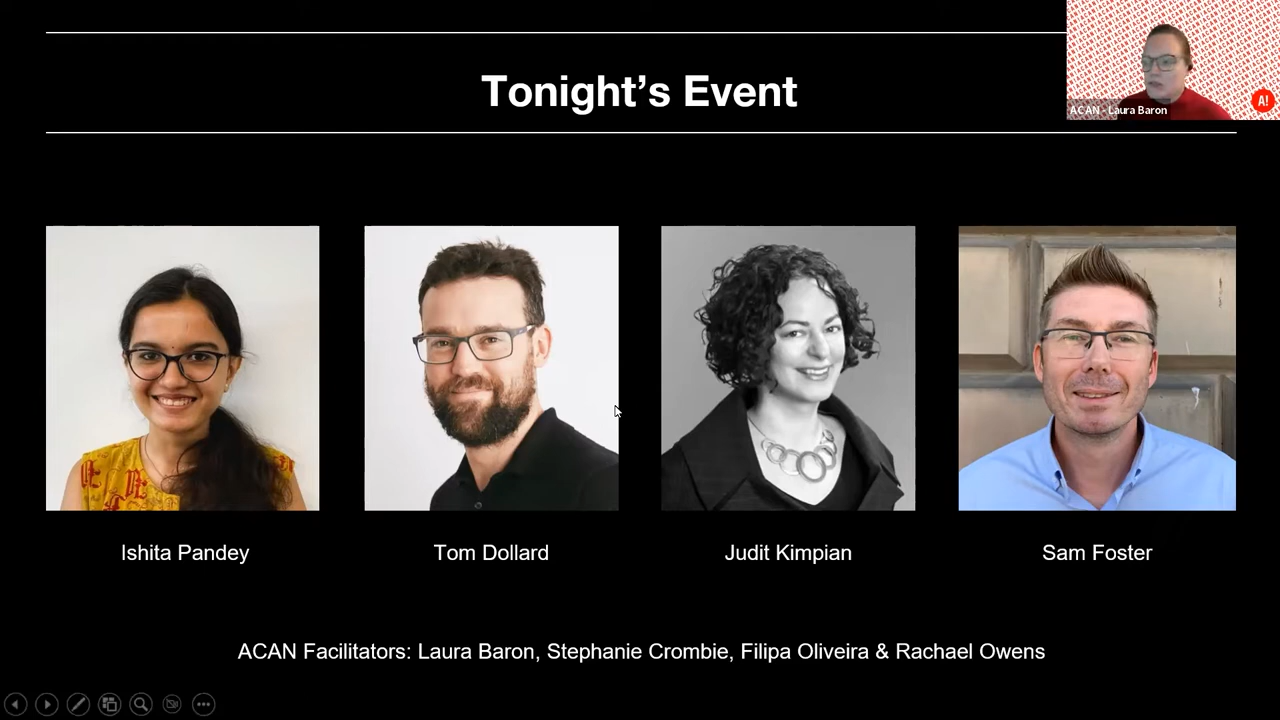 Tonight's Event
ACAN - Laura Baron
A!
Ishita Pandey
Tom Dollard
Judit Kimpian
Sam Foster
ACAN Facilitators: Laura Baron, Stephanie Crombie, Filipa Oliveira & Rachael Owens